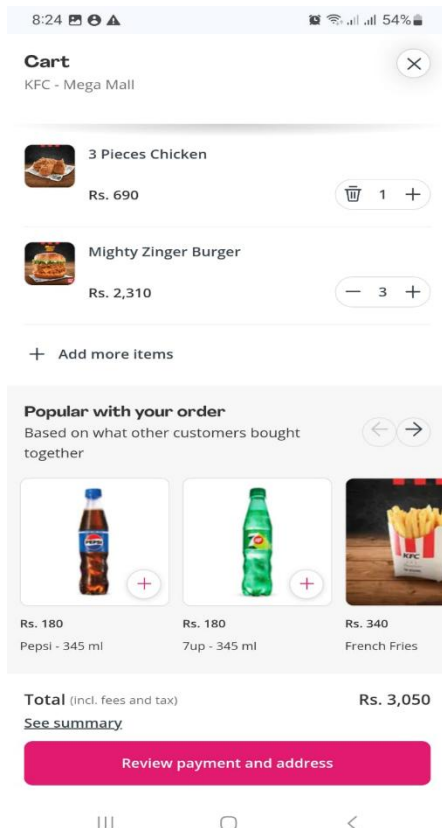 8:24 54%
Cart
KFC - Mega Mall
3 Pieces Chicken
Rs. 690 1 +
Mighty Zinger Burger
Rs. 2,310 − 3 +
+ Add more items
Popular with your order
Based on what other customers bought
together
PEPSI
7up
KFC
+ +
Rs. 180 Rs. 180 Rs. 340
Pepsi - 345 ml 7up - 345 ml French Fries
Total (incl. fees and tax) Rs. 3,050
See summary
Review payment and address